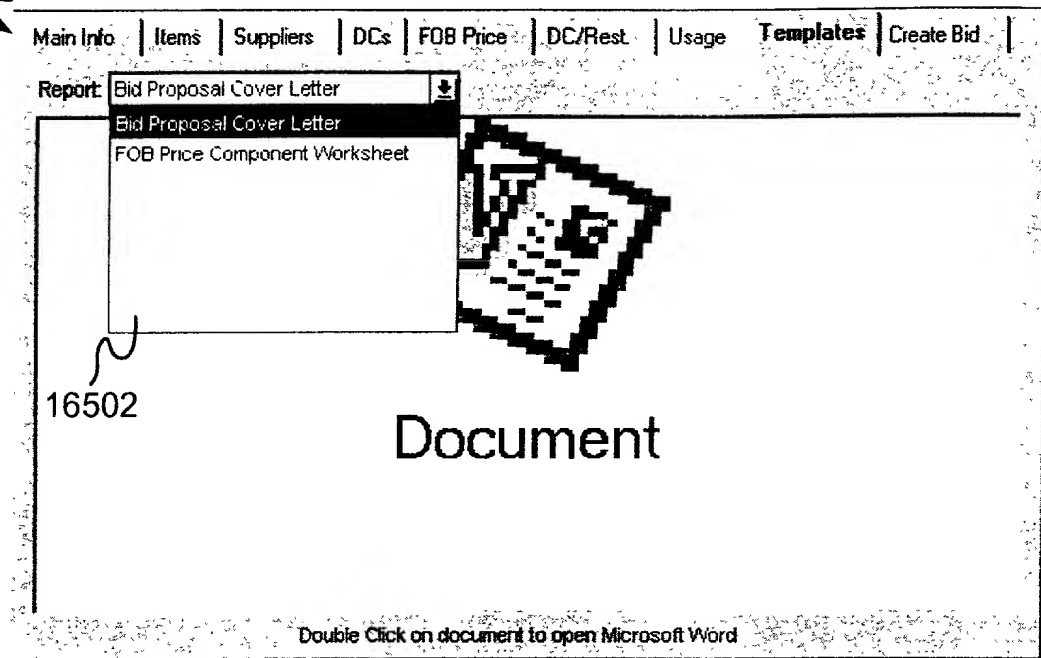 Main Info Items Suppliers DCs FOB Price DC/Rest. Usage Templates Create Bid
Report: Bid Proposal Cover Letter
Bid Proposal Cover Letter
FOB Price Component Worksheet
16502
Document
Double Click on document to open Microsoft Word